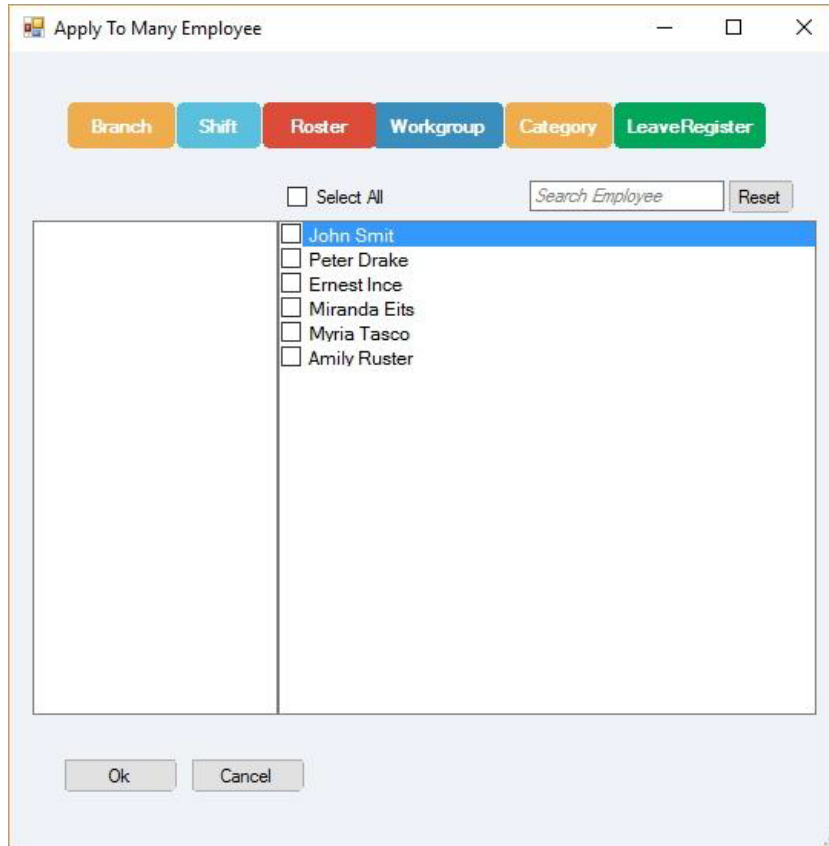 Apply To Many Employee
Branch Shift Roster Workgroup Category LeaveRegister
Select All Search Employee Reset
John Smit
Peter Drake
Ernest Ince
Miranda Eits
Myria Tasco
Amily Ruster
Ok Cancel